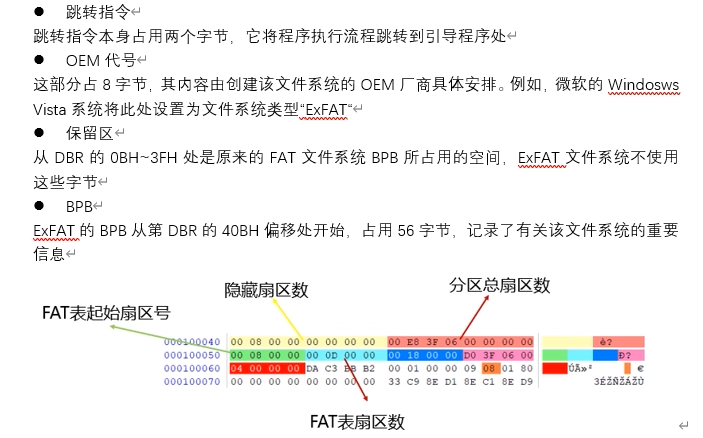 ● 跳转指令
跳转指令本身占用两个字节，它将程序执行流程跳转到引导程序处
● OEM 代号
这部分占 8 字节，其内容由创建该文件系统的 OEM 厂商具体安排。例如，微软的 Windosws
Vista 系统将此处设置为文件系统类型“ExFAT“
● 保留区
从 DBR 的 0BH~3FH 处是原来的 FAT 文件系统 BPB 所占用的空间，ExFAT 文件系统不使用
这些字节
● BPB
ExFAT 的 BPB 从第 DBR 的 40BH 偏移处开始，占用 56 字节，记录了有关该文件系统的重要
信息
隐藏扇区数
分区总扇区数
FAT表起始扇区号
000100040 00 08 00 00 00 00 00 00 00 E8 3F 06 00 00 00 00 è?
000100050 00 08 00 00 00 0D 00 00 00 18 00 00 D0 3F 06 00 Ð?
000100060 04 00 00 00 DA C3 BB B2 00 01 00 00 09 08 01 80 ÚÃ»² €
000100070 00 00 00 00 00 00 00 00 33 C9 8E D1 8E C1 8E D9 3ÉŽÑŽÁŽÙ
FAT表扇区数